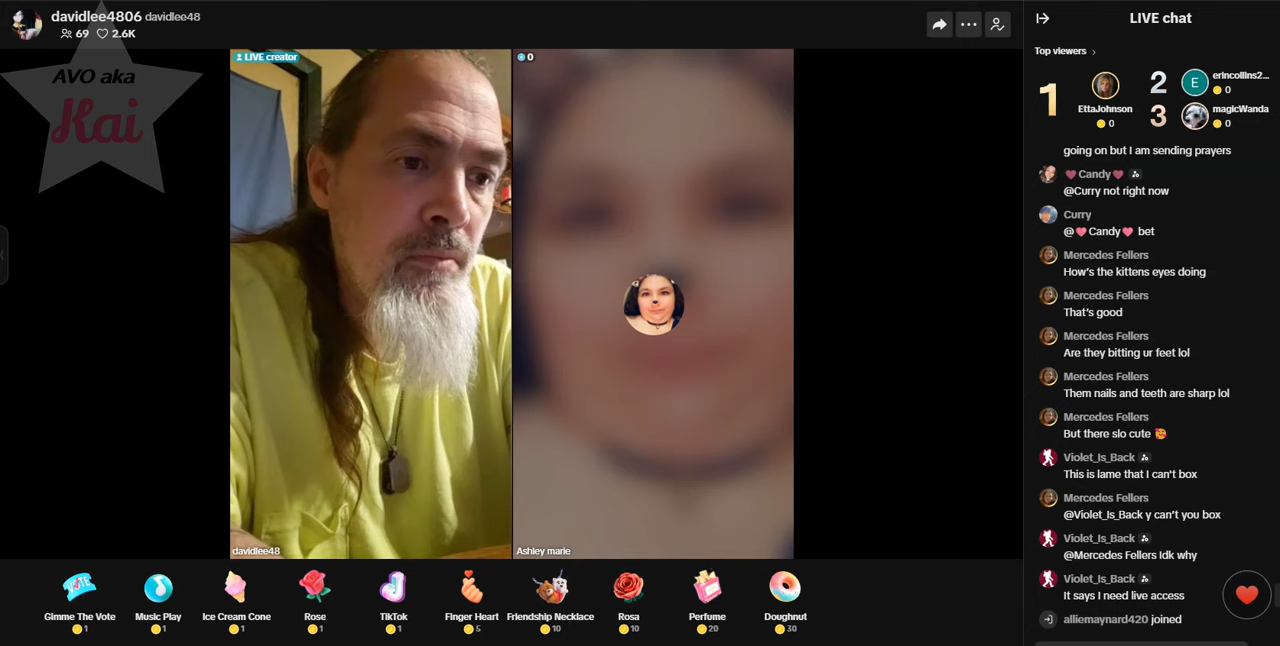 davidlee4806 davidlee48
69 2.6K
AVO aka
Kai
LIVE creator
0
davidlee48
Ashley marie
Gimme The Vote
1
Music Play
1
Ice Cream Cone
1
Rose
1
TikTok
1
Finger Heart
5
Friendship Necklace
10
Rosa
10
Perfume
20
Doughnut
30
LIVE chat
Top viewers
1
EttaJohnson
0
2
E
erincollins2...
0
3
magicWanda
0
going on but I am sending prayers
Candy
@Curry not right now
Curry
@❤Candy❤ bet
Mercedes Fellers
How's the kittens eyes doing
Mercedes Fellers
That's good
Mercedes Fellers
Are they bitting ur feet lol
Mercedes Fellers
Them nails and teeth are sharp lol
Mercedes Fellers
But there slo cute 🥰
Violet_Is_Back
This is lame that I can't box
Mercedes Fellers
@Violet_Is_Back y can't you box
Violet_Is_Back
@Mercedes Fellers Idk why
Violet_Is_Back
It says I need live access
alliemaynard420 joined